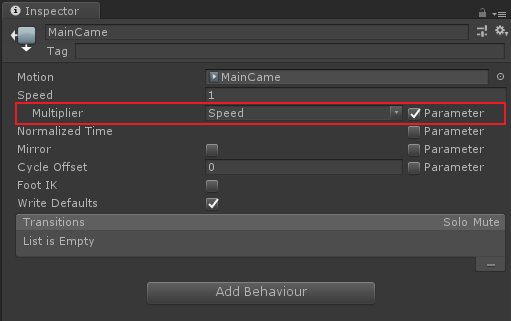 Inspector
MainCame
Tag
Motion MainCame
Speed 1
Multiplier Speed Parameter
Normalized Time Parameter
Mirror Parameter
Cycle Offset 0 Parameter
Foot IK
Write Defaults
Transitions Solo Mute
List is Empty
Add Behaviour